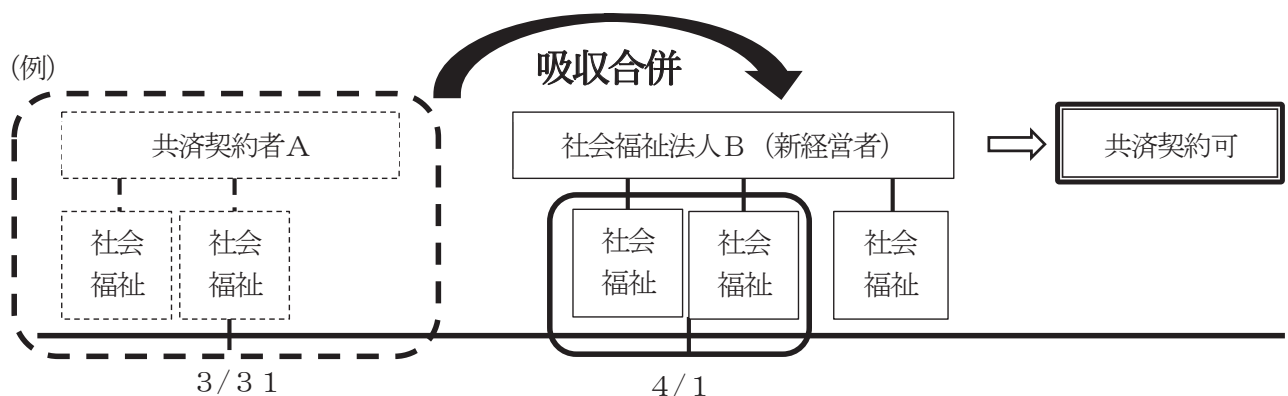 (例)
吸収合併
共済契約者A
社会福祉法人B（新経営者）
共済契約可
社会
福祉
社会
福祉
社会
福祉
社会
福祉
社会
福祉
3/31
4/1